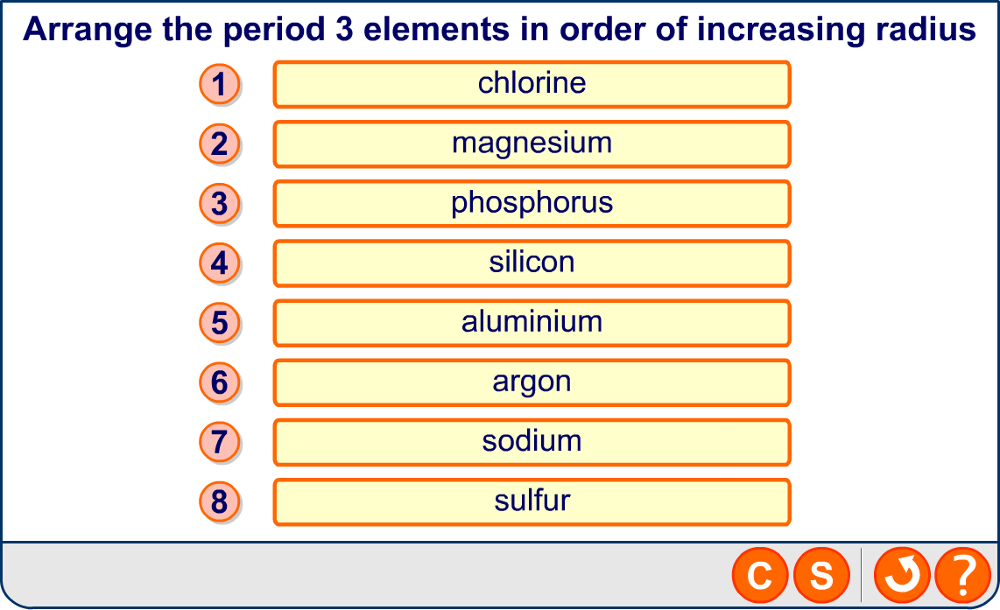 Arrange the period 3 elements in order of increasing radius
1 chlorine
2 magnesium
3 phosphorus
4 silicon
5 aluminium
6 argon
7 sodium
8 sulfur
C S ?